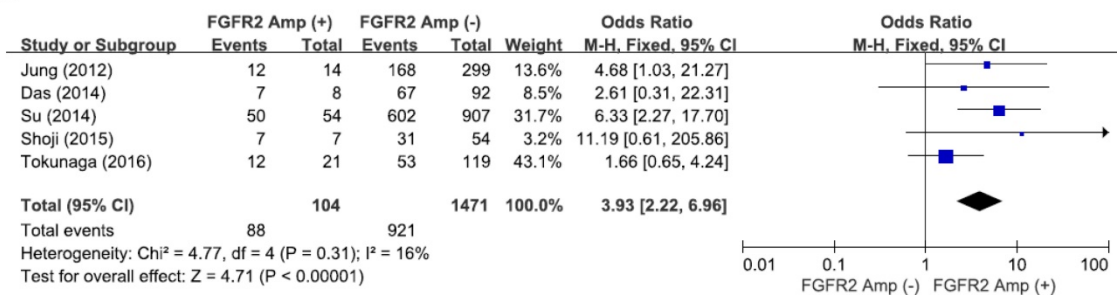 FGFR2 Amp (+) FGFR2 Amp (-) Odds Ratio Odds Ratio
Study or Subgroup Events Total Events Total Weight M-H, Fixed, 95% CI M-H, Fixed, 95% CI
Jung (2012) 12 14 168 299 13.6% 4.68 [1.03, 21.27]
Das (2014) 7 8 67 92 8.5% 2.61 [0.31, 22.31]
Su (2014) 50 54 602 907 31.7% 6.33 [2.27, 17.70]
Shoji (2015) 7 7 31 54 3.2% 11.19 [0.61, 205.86]
Tokunaga (2016) 12 21 53 119 43.1% 1.66 [0.65, 4.24]
Total (95% CI) 104 1471 100.0% 3.93 [2.22, 6.96]
Total events 88 921
Heterogeneity: Chi² = 4.77, df = 4 (P = 0.31); I² = 16%
Test for overall effect: Z = 4.71 (P < 0.00001)
0.01 0.1 1 10 100
FGFR2 Amp (-) FGFR2 Amp (+)